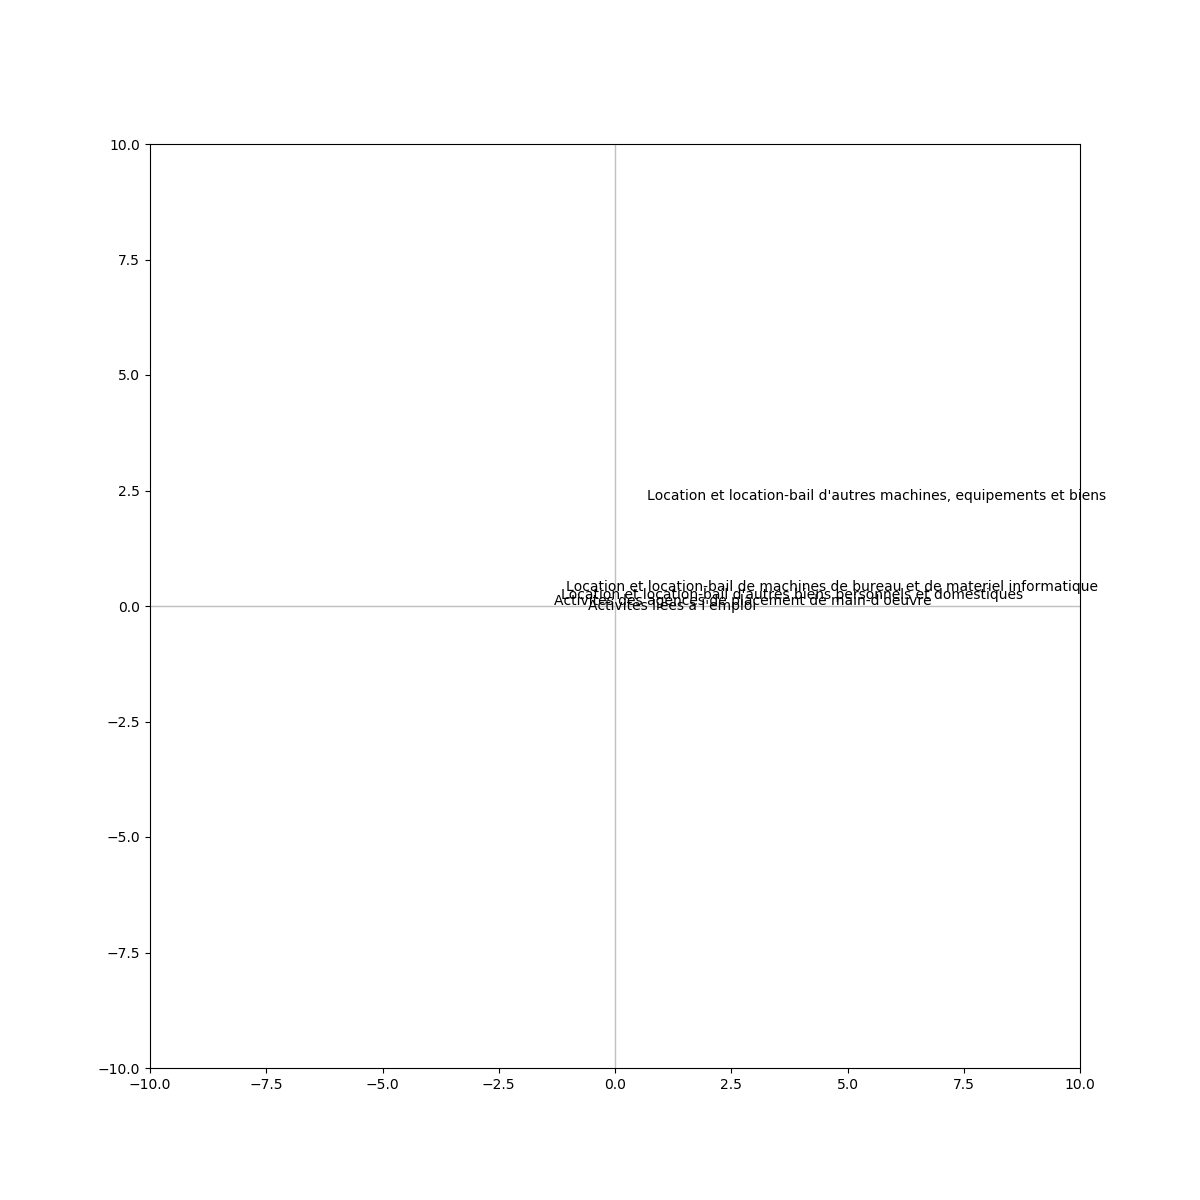 10.0
7.5
5.0
2.5
Location et location-bail d'autres machines, equipements et biens
Location et location-bail de machines de bureau et de materiel informatique
Location et location-bail d'autres biens personnels et domestiques
Activites des agences de placement de main-d'oeuvre
0.0
Activites liees a l'emploi
−2.5
−5.0
−7.5
−10.0
−10.0 −7.5 −5.0 −2.5 0.0 2.5 5.0 7.5 10.0